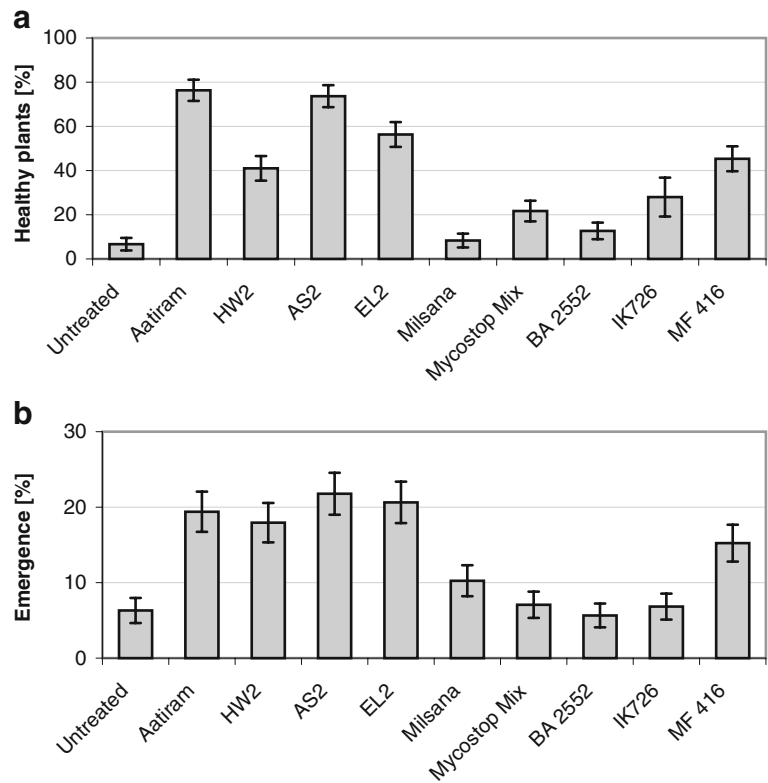 a
Healthy plants [%]
100
80
60
40
20
0
Untreated
Aatiram
HW2
AS2
EL2
Milsana
Mycostop Mix
BA 2552
IK726
MF 416
b
Emergence [%]
30
20
10
0
Untreated
Aatiram
HW2
AS2
EL2
Milsana
Mycostop Mix
BA 2552
IK726
MF 416